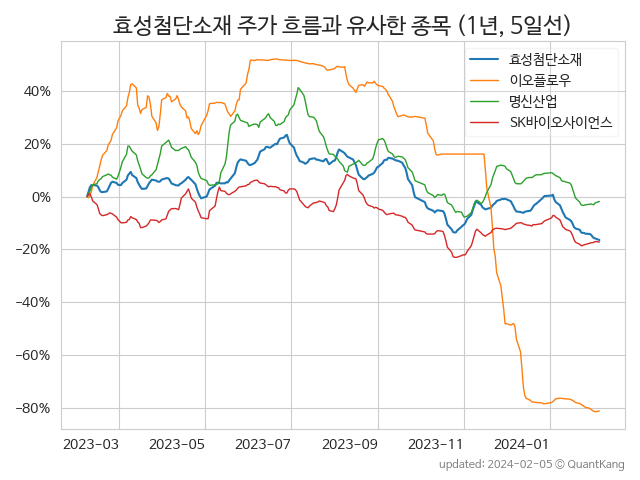 효성첨단소재 주가 흐름과 유사한 종목 (1년, 5일선)
효성첨단소재
이오플로우
명신산업
SK바이오사이언스
40%
20%
0%
−20%
−40%
−60%
−80%
2023-03 2023-05 2023-07 2023-09 2023-11 2024-01
updated: 2024-02-05 © QuantKang